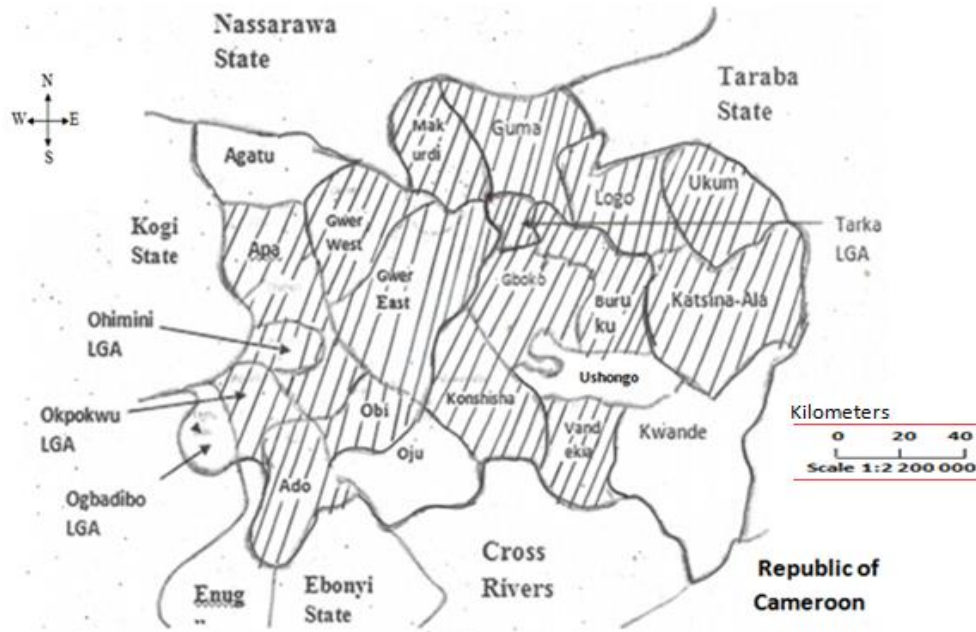 Nassarawa
State
Taraba
State
N
W E
S
Mak
urdi
Guma
Agatu
Logo
Ukum
Tarka
LGA
Kogi
State
Apa
Gwer
West
Gwer
East
Gboko
Buru
ku
Katsina-Ala
Ohimini
LGA
Ushongo
Okpokwu
LGA
Obi
Konshisha
Vand
ekia
Kwande
Kilometers
0 20 40
Scale 1:2 200 000
Oju
Ado
Ogbadibo
LGA
Cross
Rivers
Republic of
Cameroon
Enug
Ebonyi
State